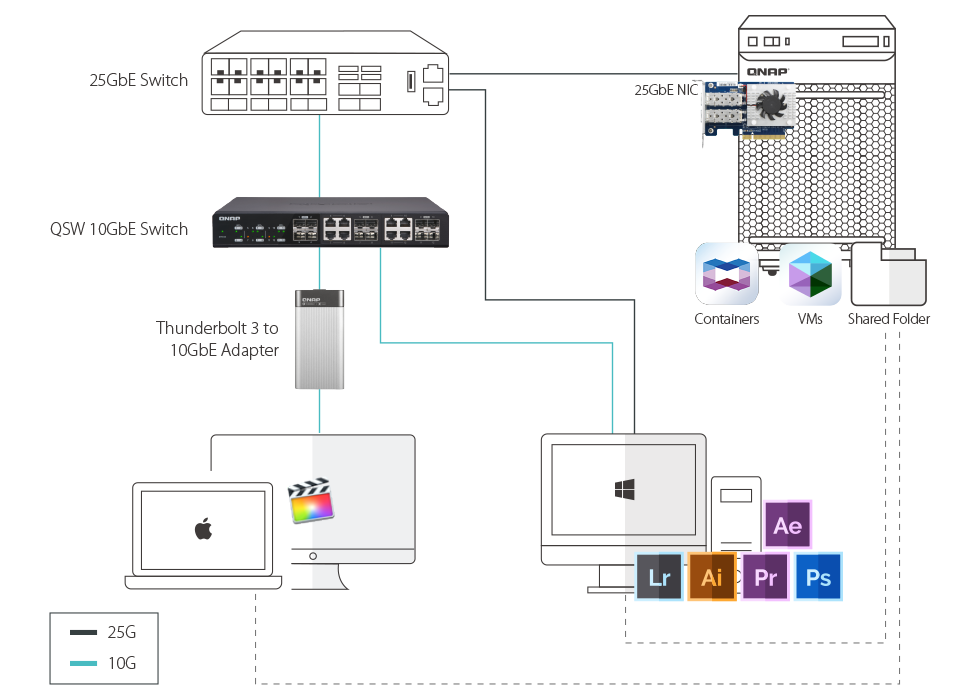 25GbE Switch
QNAP
25GbE NIC
QSW 10GbE Switch
QNAP
Containers
VMs
Shared Folder
QNAP
Thunderbolt 3 to
10GbE Adapter
Ae
Lr
Ai
Pr
Ps
25G
10G